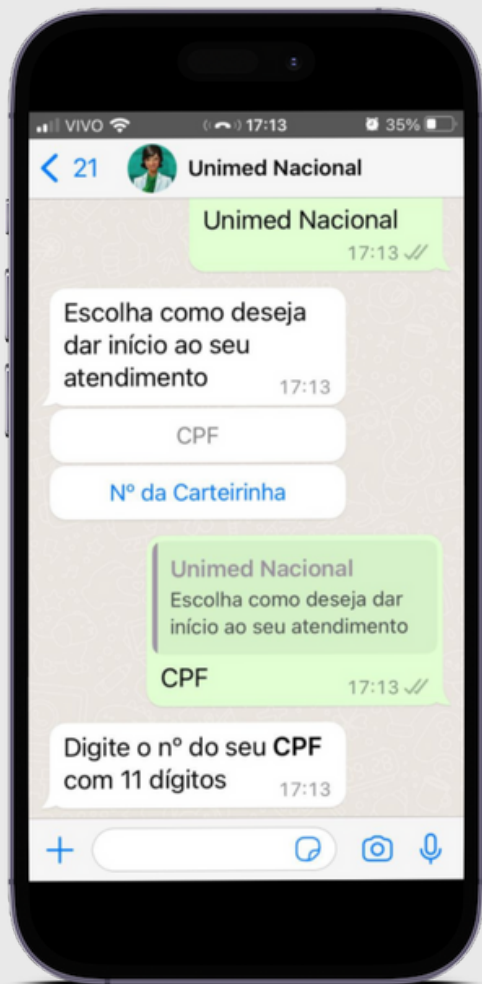 VIVO 17:13 35%
21 Unimed Nacional
Unimed Nacional
17:13
Escolha como deseja
dar início ao seu
atendimento 17:13
CPF
Nº da Carteirinha
Unimed Nacional
Escolha como deseja dar
início ao seu atendimento
CPF 17:13
Digite o nº do seu CPF
com 11 dígitos 17:13